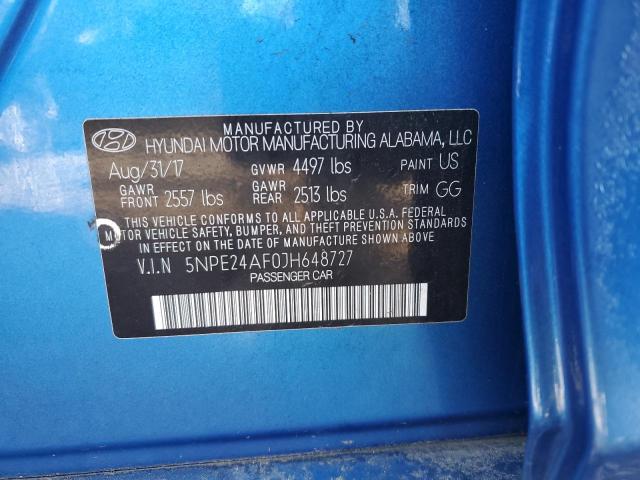 MANUFACTURED BY
HYUNDAI MOTOR MANUFACTURING ALABAMA, LLC
Aug/31/17 GVWR 4497 lbs PAINT US
GAWR FRONT 2557 lbs GAWR REAR 2513 lbs TRIM GG
THIS VEHICLE CONFORMS TO ALL APPLICABLE U.S.A. FEDERAL
MOTOR VEHICLE SAFETY, BUMPER, AND THEFT PREVENTION STANDARDS
IN EFFECT ON THE DATE OF MANUFACTURE SHOWN ABOVE.
V.I.N 5NPE24AF0JH648727
PASSENGER CAR